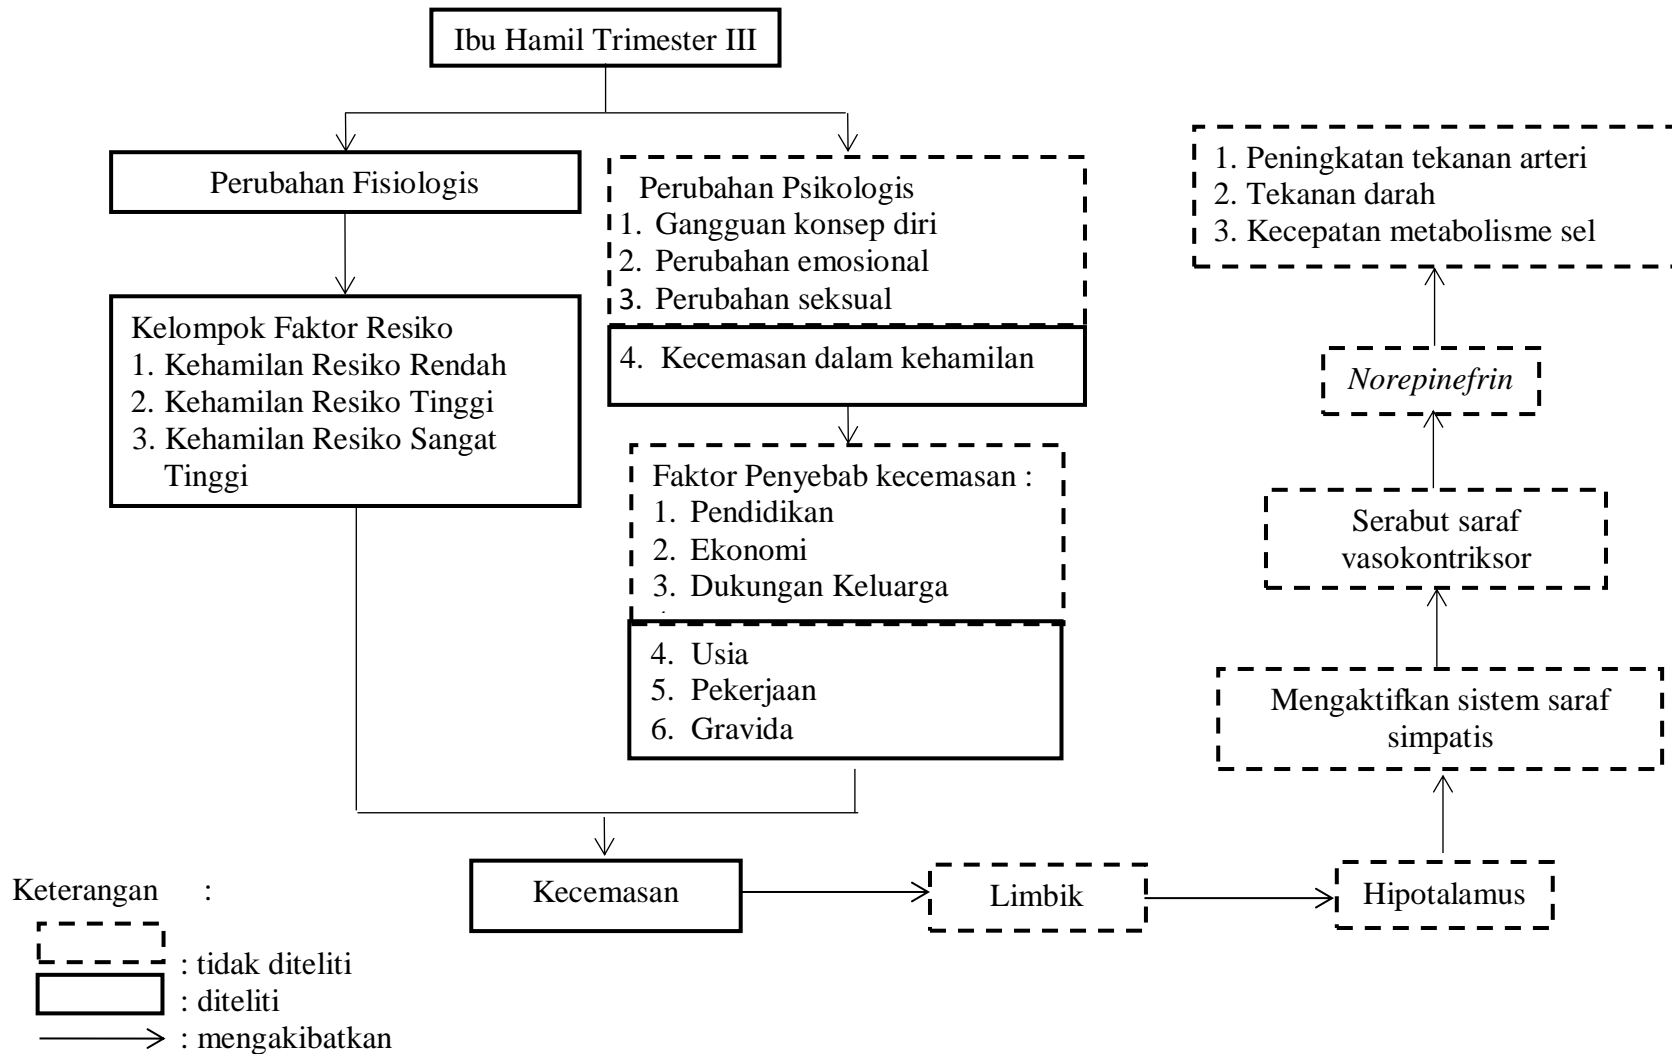 Ibu Hamil Trimester III
Perubahan Fisiologis
Kelompok Faktor Resiko
1. Kehamilan Resiko Rendah
2. Kehamilan Resiko Tinggi
3. Kehamilan Resiko Sangat
Tinggi
Perubahan Psikologis
1. Gangguan konsep diri
2. Perubahan emosional
3. Perubahan seksual
4. Kecemasan dalam kehamilan
Faktor Penyebab kecemasan :
1. Pendidikan
2. Ekonomi
3. Dukungan Keluarga
4. Usia
5. Pekerjaan
6. Gravida
1. Peningkatan tekanan arteri
2. Tekanan darah
3. Kecepatan metabolisme sel
Norepinefrin
Serabut saraf
vasokontriksor
Mengaktifkan sistem saraf
simpatis
Kecemasan
Limbik
Hipotalamus
Keterangan :
: tidak diteliti
: diteliti
: mengakibatkan